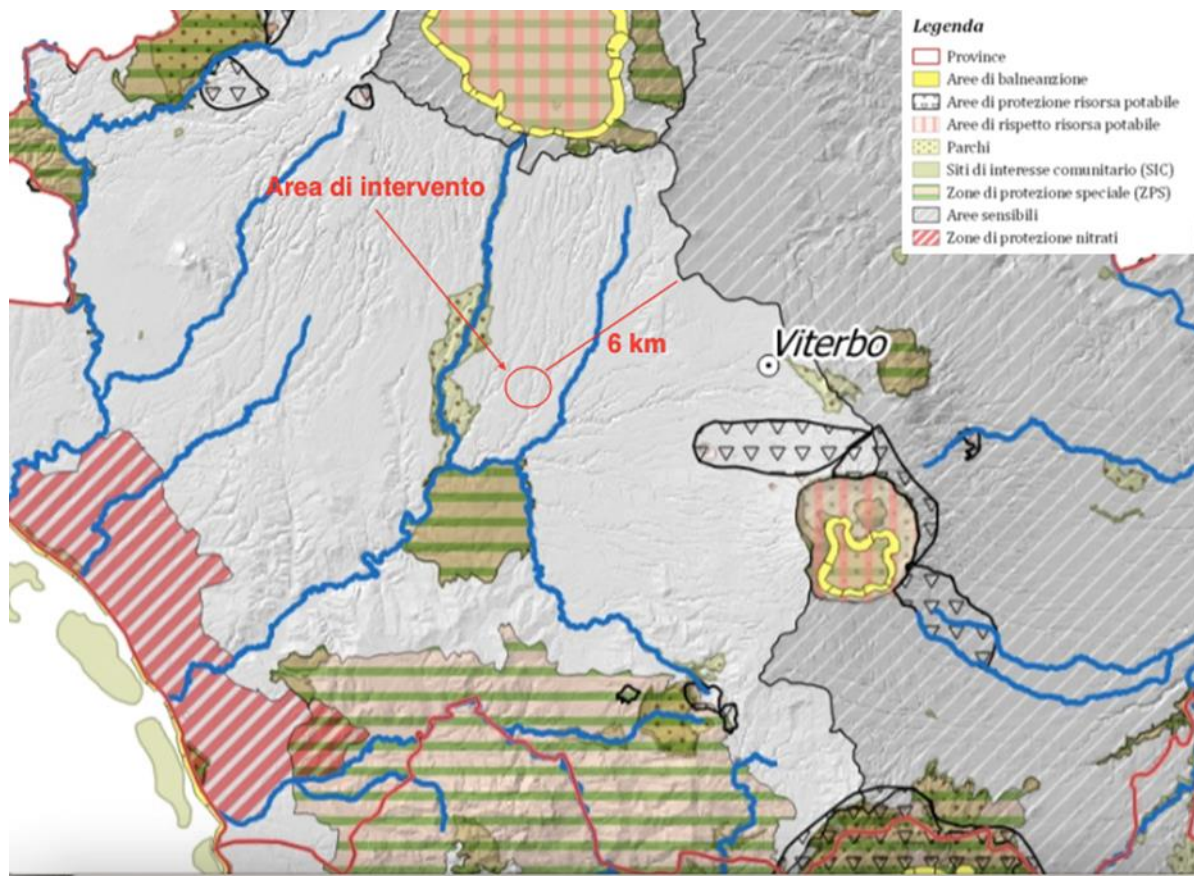 Legenda
Province
Aree di balneanzione
Aree di protezione risorsa potabile
Aree di rispetto risorsa potabile
Parchi
Siti di interesse comunitario (SIC)
Zone di protezione speciale (ZPS)
Aree sensibili
Zone di protezione nitrati
Area di intervento
6 km
Viterbo